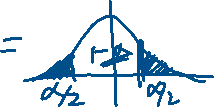 =
1-α
α/2 α/2